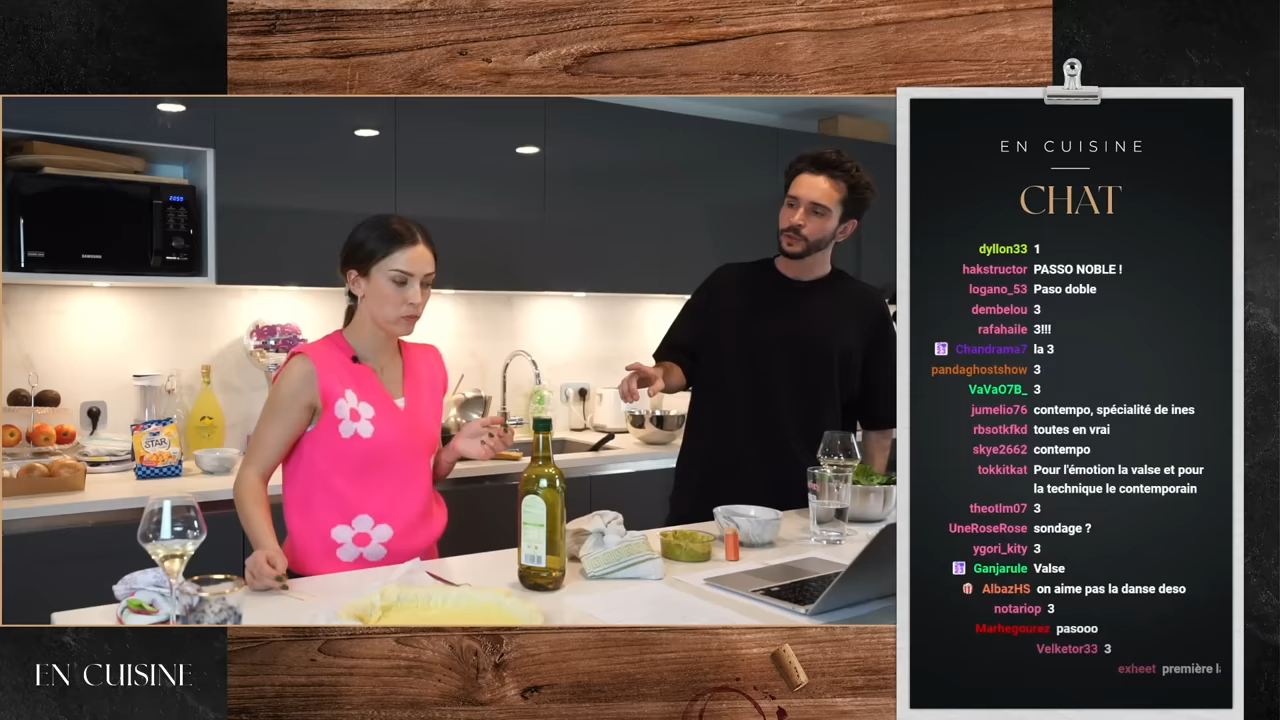 EN CUISINE
CHAT
dyllon33 1
hakstructor PASSO NOBLE !
logano_53 Paso doble
dembelou 3
rafahaile 3!!!
Chandrama7 la 3
pandaghostshow 3
VaVaO7B_ 3
jumelio76 contempo, spécialité de ines
rbsotkfkd toutes en vrai
skye2662 contempo
tokkitkat Pour l'émotion la valse et pour
la technique le contemporain
theotlm07 3
UneRoseRose sondage ?
ygori_kity 3
Ganjarule Valse
AlbazHS on aime pas la danse deso
notariop 3
Marhegourez pasooo
Velketor33 3
exheet première l
SAMSUNG
STAR
EN CUISINE